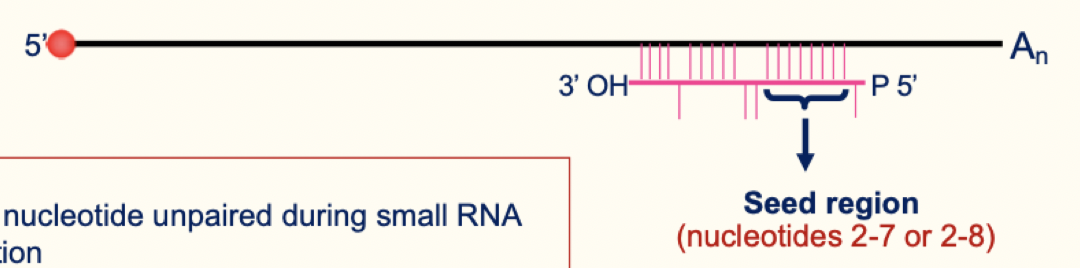 5’ An
3’ OH P 5’
Seed region
(nucleotides 2-7 or 2-8)
nucleotide unpaired during small RNA
tion